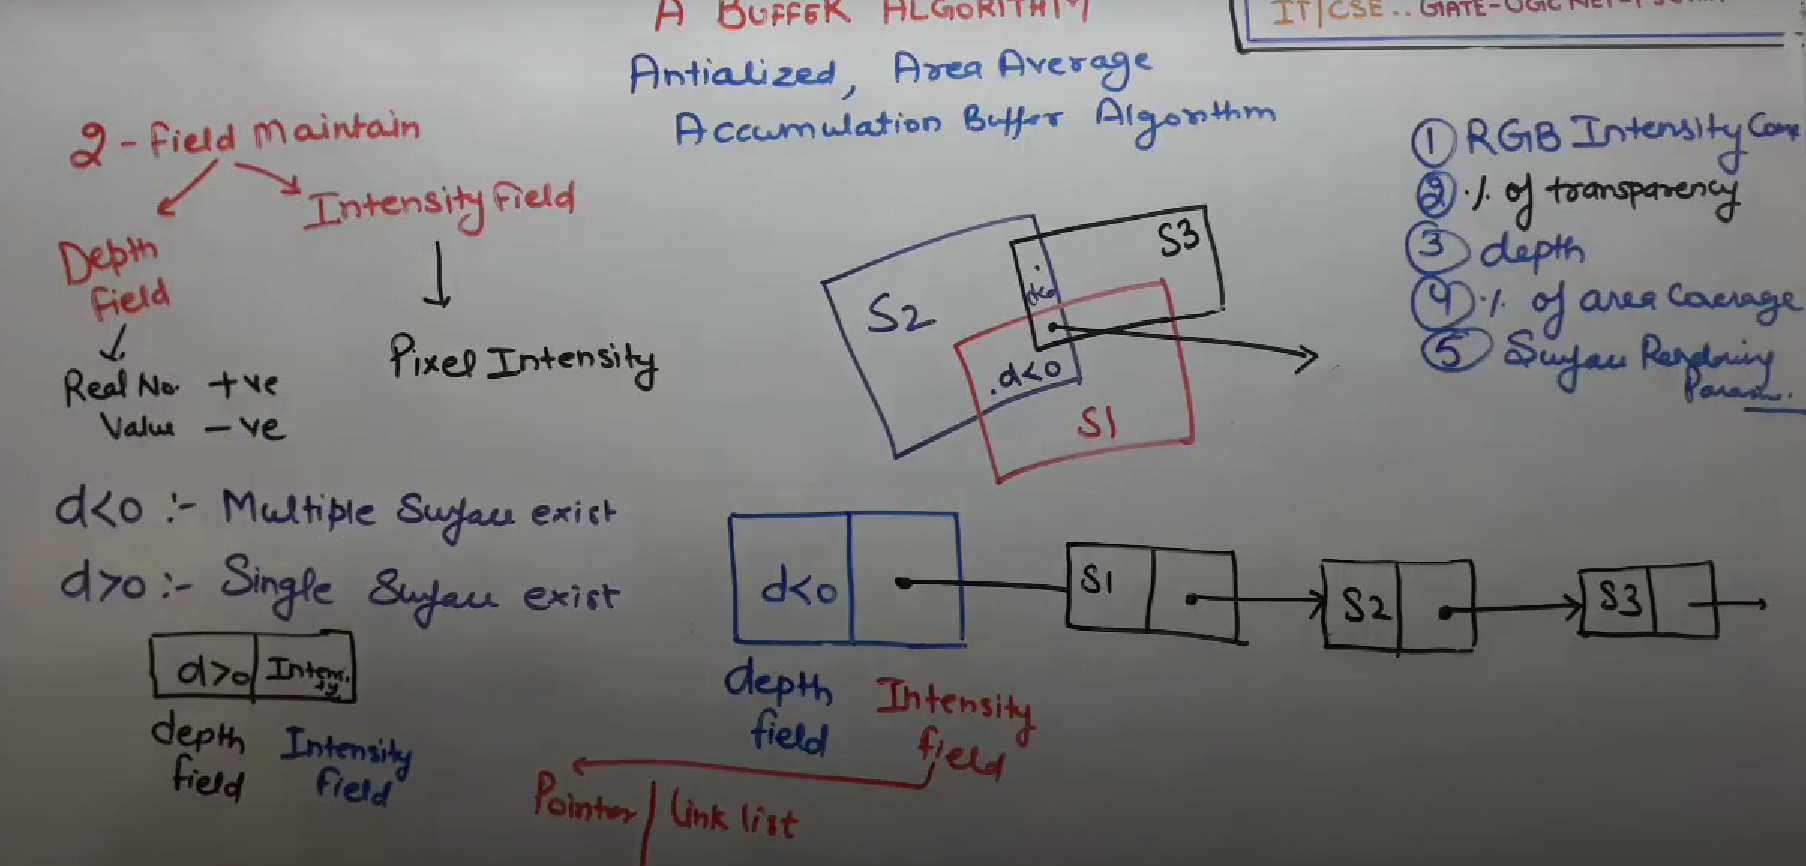 A BUFFER ALGORITHM
IT/CSE .. GATE-UGC NET-
Antialized, Area Average
Accumulation Buffer Algorithm
2 - field Maintain
Depth
field
Intensity field
Real No. +ve
Value -ve
Pixel Intensity
d<0 :- Multiple Surface exist
d>0 :- Single Surface exist
d>0 Inten.
ty
depth
field
Intensity
field
S2
S3
d<0
.d<0
S1
① RGB Intensity Com
② % of transparency
③ depth
④ % of area Coverage
⑤ Surface Rendering
Param.
d<0
S1
S2
S3
depth
field
Intensity
field
Pointer / Link list